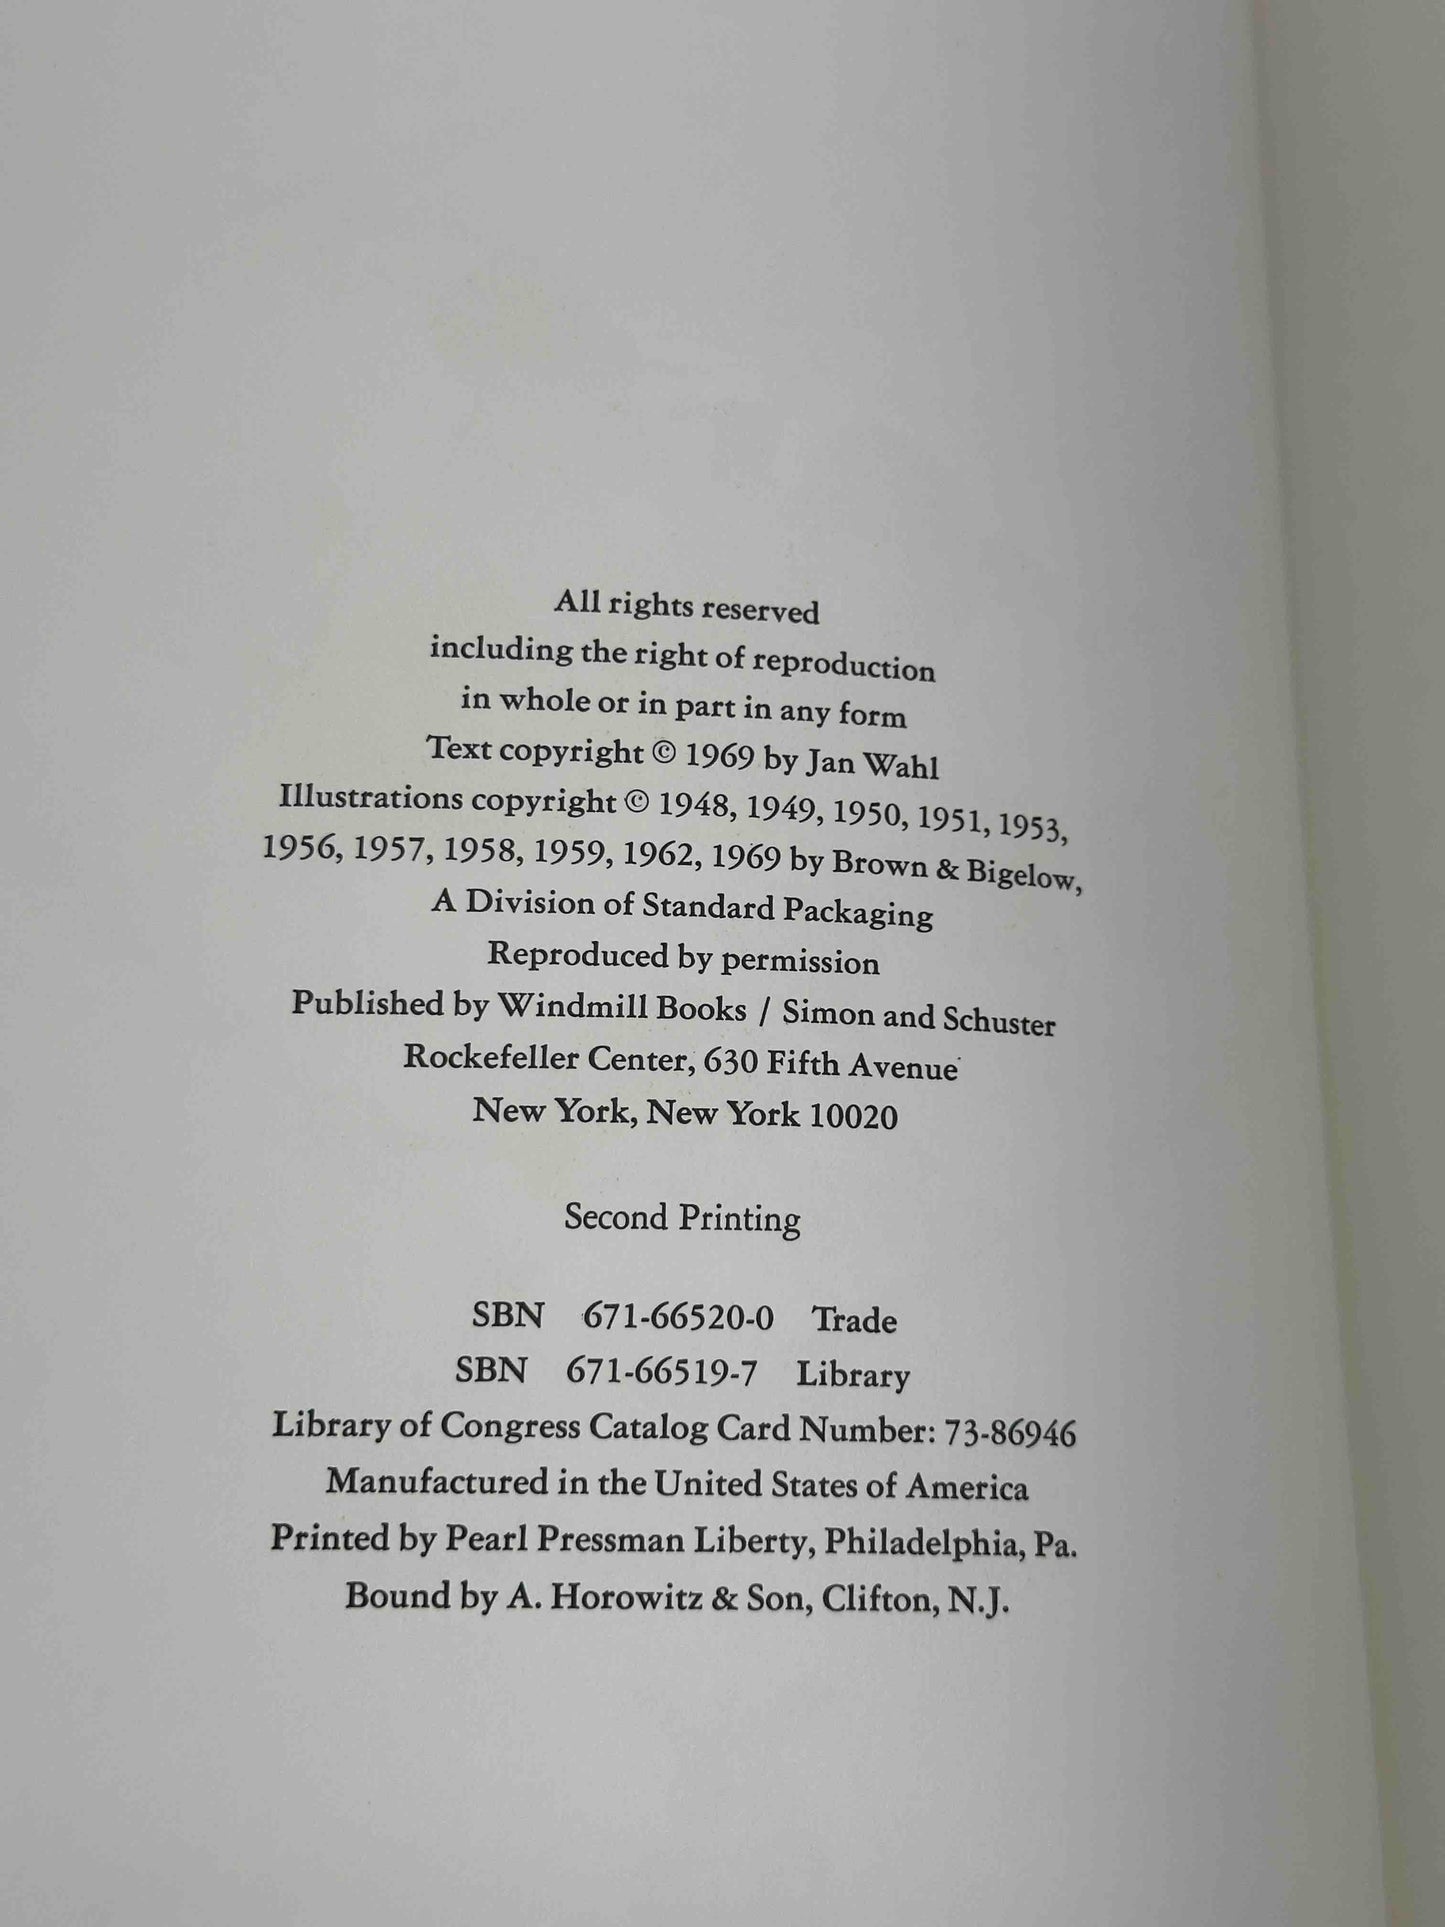 All rights reserved
including the right of reproduction
in whole or in part in any form
Text copyright © 1969 by Jan Wahl
Illustrations copyright © 1948, 1949, 1950, 1951, 1953,
1956, 1957, 1958, 1959, 1962, 1969 by Brown & Bigelow,
A Division of Standard Packaging
Reproduced by permission
Published by Windmill Books / Simon and Schuster
Rockefeller Center, 630 Fifth Avenue
New York, New York 10020
Second Printing
SBN 671-66520-0 Trade
SBN 671-66519-7 Library
Library of Congress Catalog Card Number: 73-86946
Manufactured in the United States of America
Printed by Pearl Pressman Liberty, Philadelphia, Pa.
Bound by A. Horowitz & Son, Clifton, N.J.